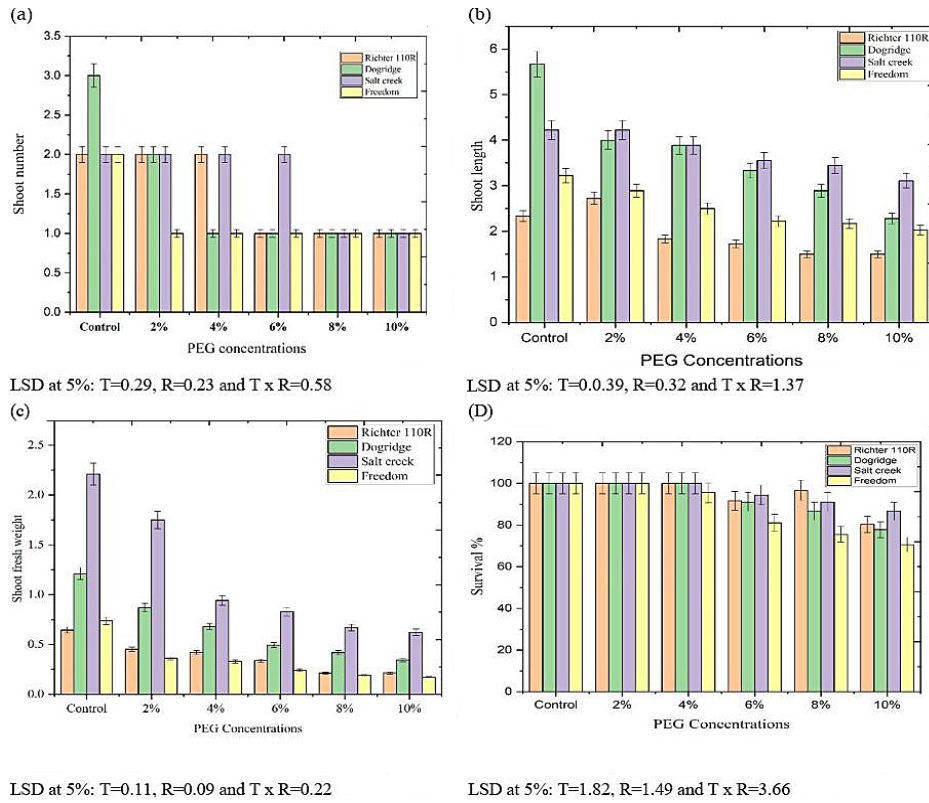 (a)
Richter 110R
Dogridge
Salt creek
Freedom
Shoot number
3.0
2.5
2.0
1.5
1.0
0.5
0.0
Control 2% 4% 6% 8% 10%
PEG concentrations
LSD at 5%: T=0.29, R=0.23 and T x R=0.58
(b)
Richter 110R
Dogridge
Salt creek
Freedom
Shoot length
6
5
4
3
2
1
0
Control 2% 4% 6% 8% 10%
PEG Concentrations
LSD at 5%: T=0.0.39, R=0.32 and T x R=1.37
(c)
Richter 110R
Dogridge
Salt creek
Freedom
Shoot fresh weight
2.5
2.0
1.5
1.0
0.5
0.0
Control 2% 4% 6% 8% 10%
PEG Concentrations
LSD at 5%: T=0.11, R=0.09 and T x R=0.22
(D)
Richter 110R
Dogridge
Salt creek
Freedom
Survival %
120
100
80
60
40
20
0
Control 2% 4% 6% 8% 10%
PEG Concentrations
LSD at 5%: T=1.82, R=1.49 and T x R=3.66